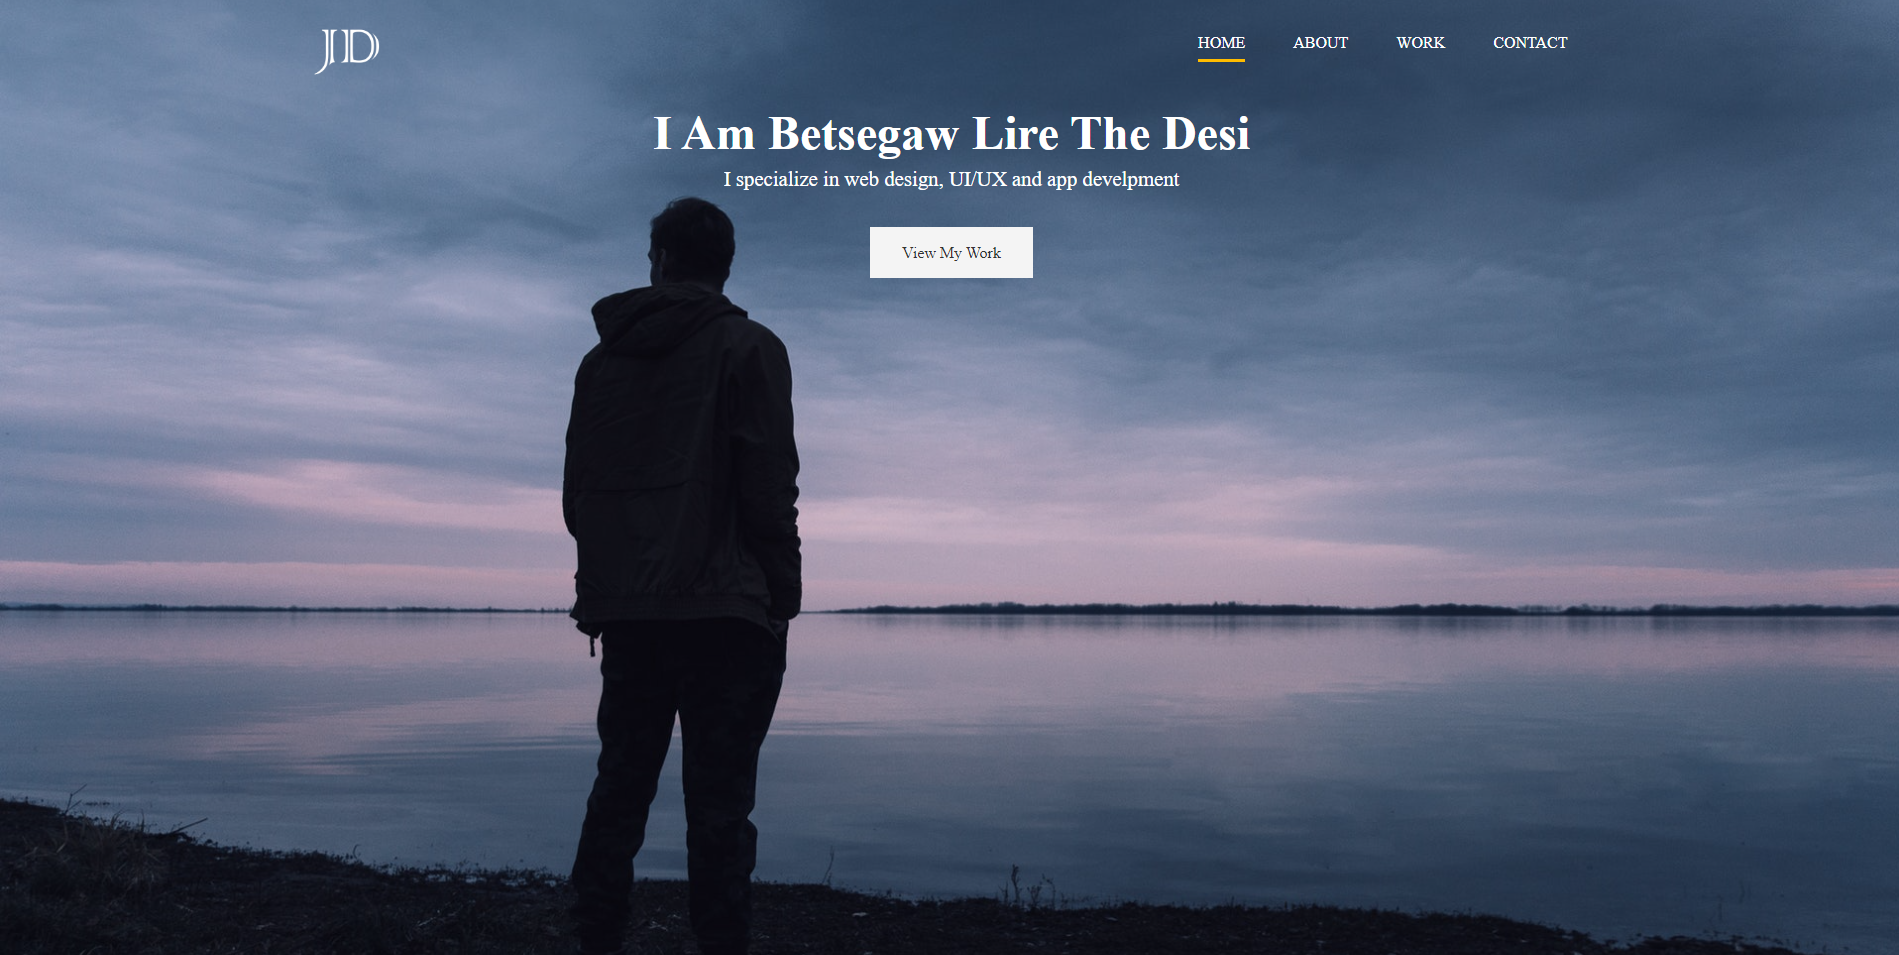 JD
HOME ABOUT WORK CONTACT
I Am Betsegaw Lire The Desi
I specialize in web design, UI/UX and app develpment
View My Work